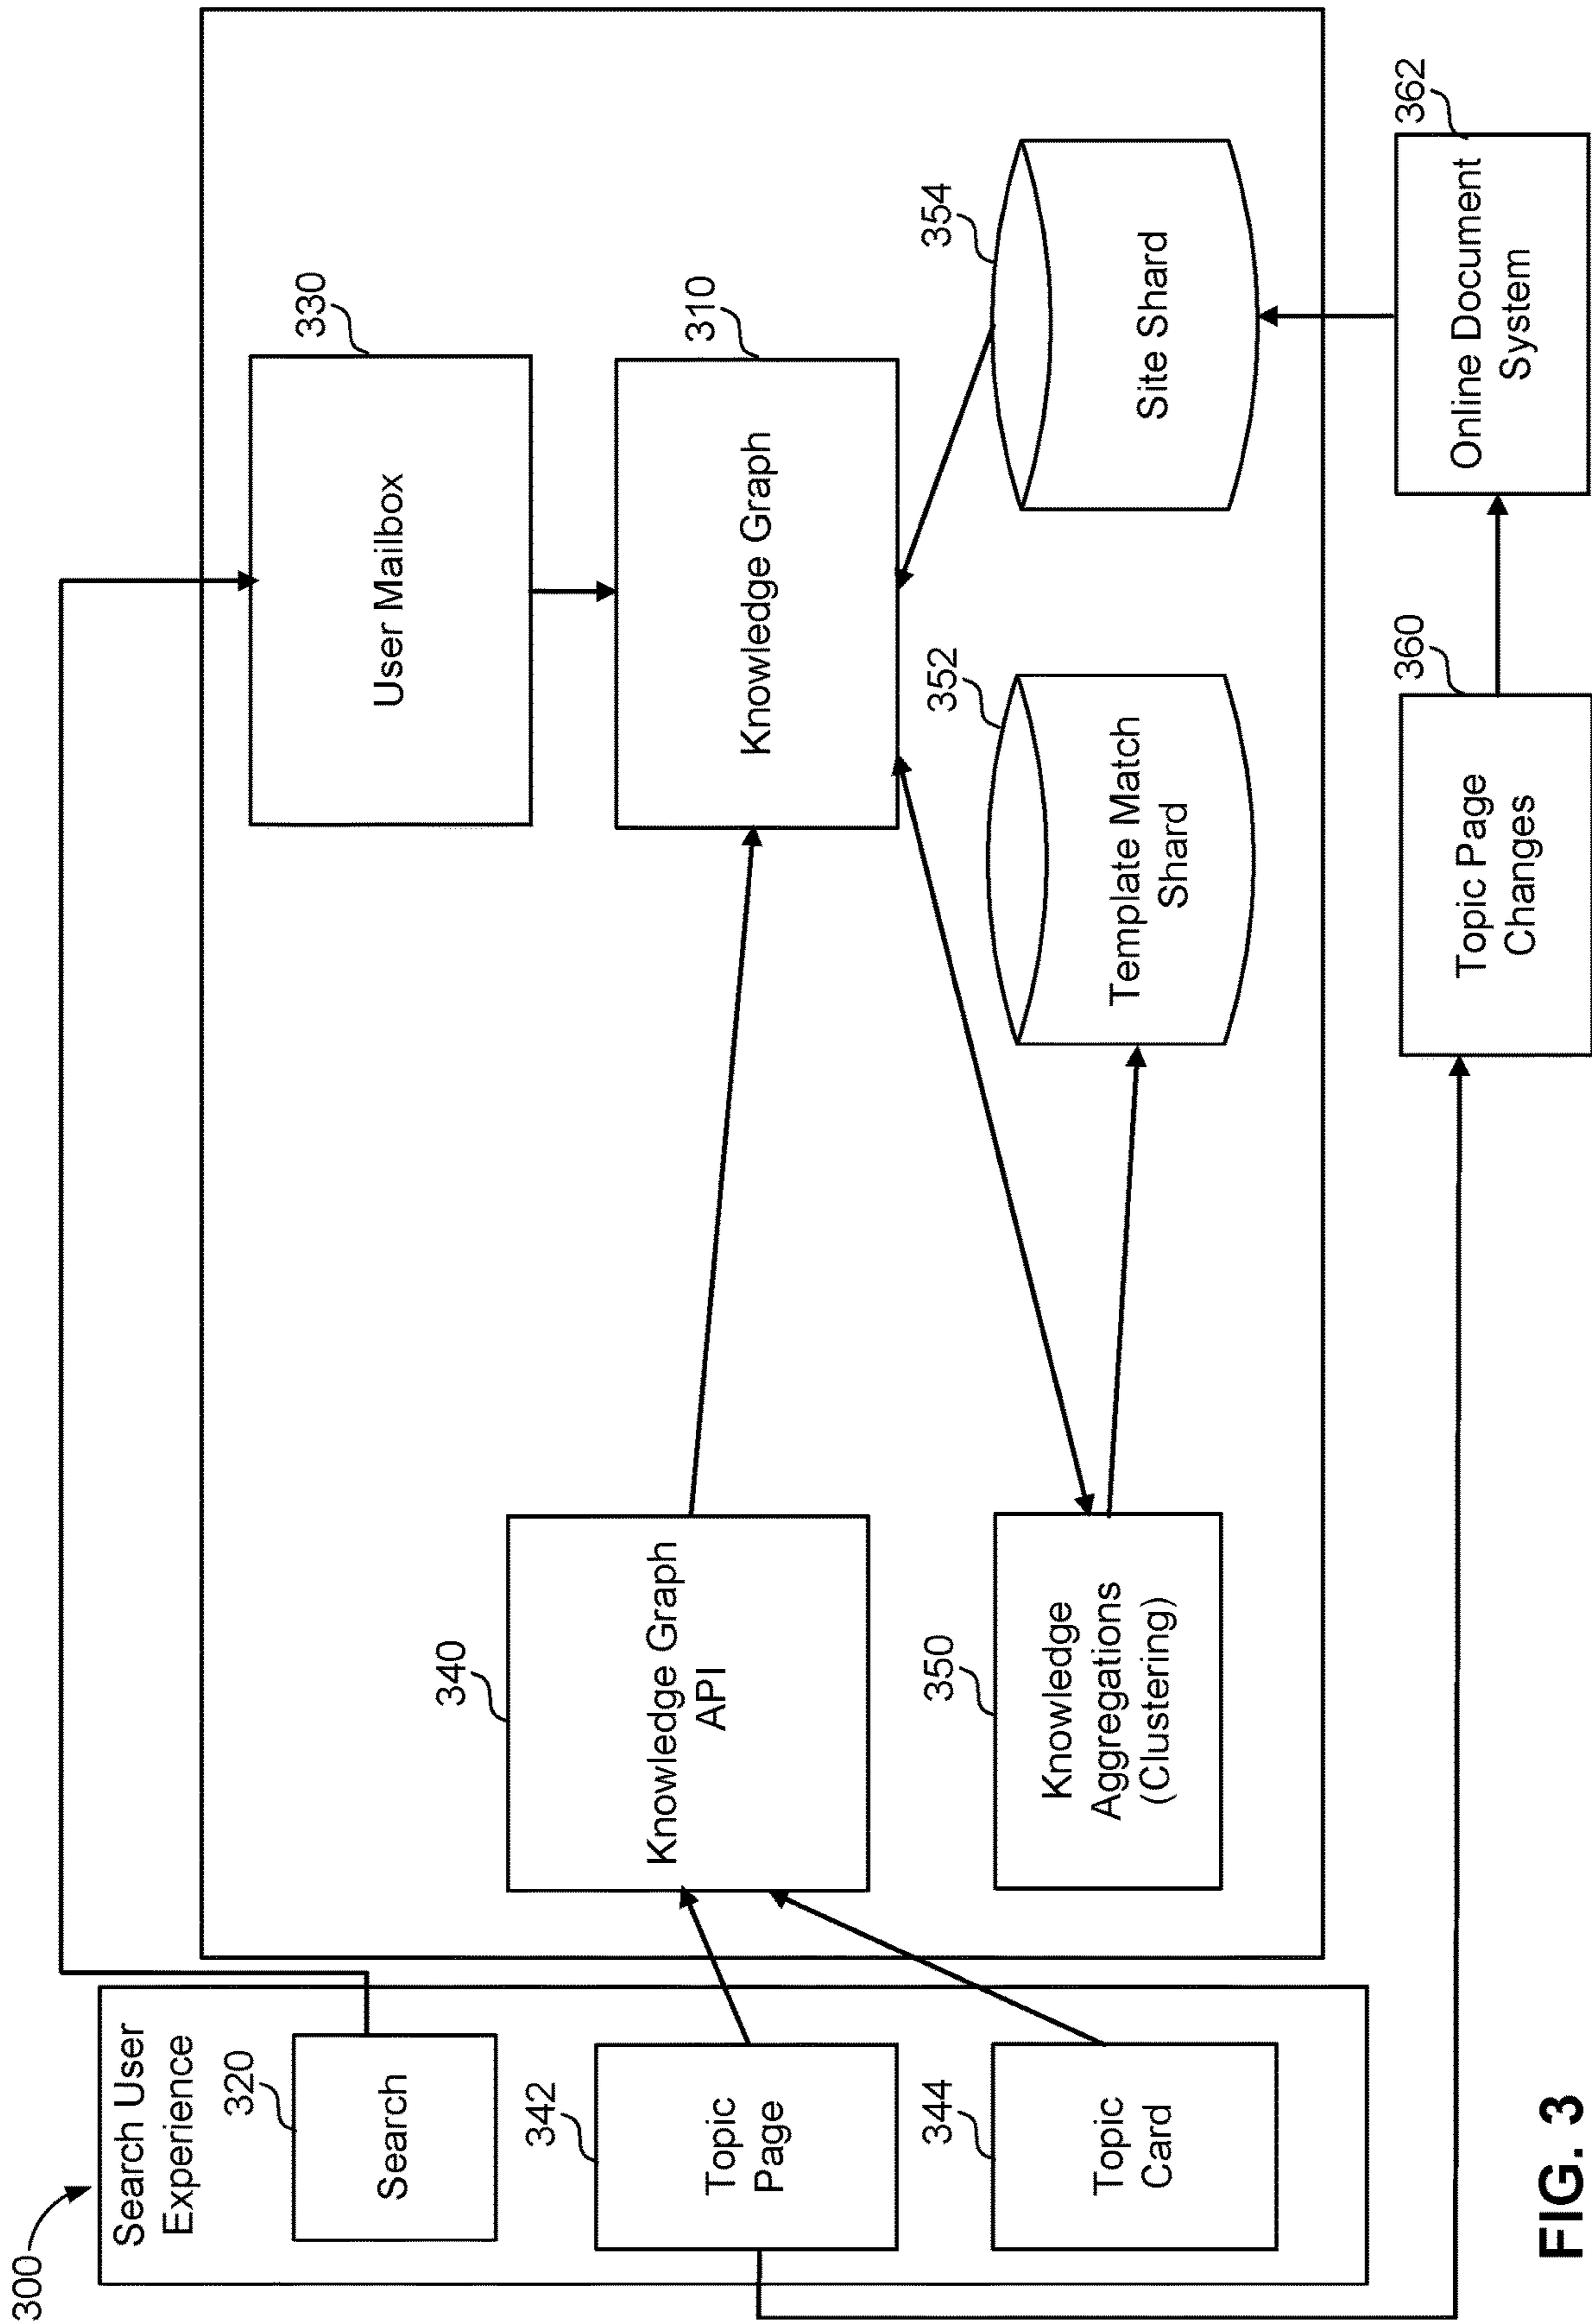 300
Search User
Experience
320
Search
342
Topic
Page
344
Topic
Card
340
Knowledge Graph
API
350
Knowledge
Aggregations
(Clustering)
330
User Mailbox
310
Knowledge Graph
352
Template Match
Shard
354
Site Shard
360
Topic Page
Changes
362
Online Document
System
FIG. 3